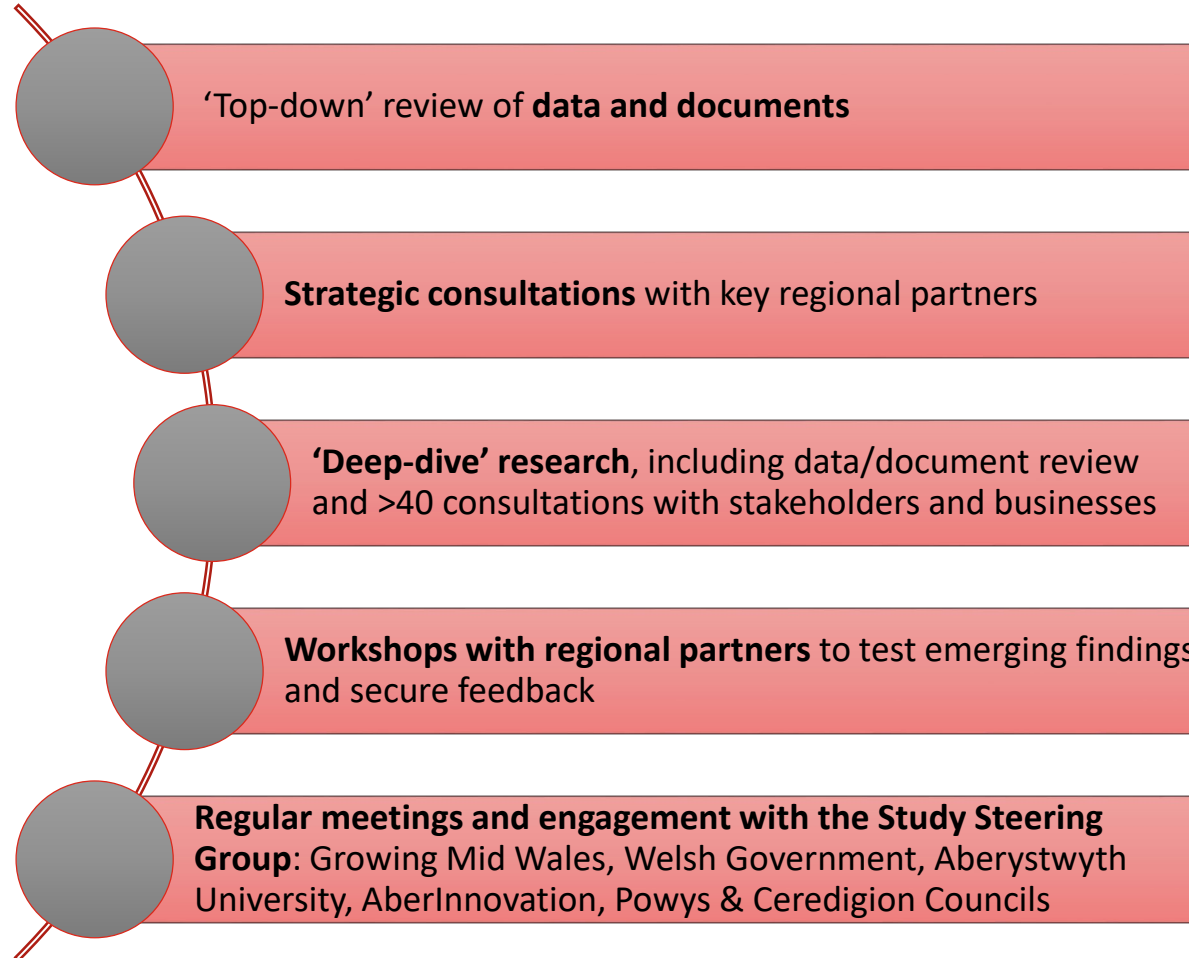 ‘Top-down’ review of data and documents
Strategic consultations with key regional partners
‘Deep-dive’ research, including data/document review
and >40 consultations with stakeholders and businesses
Workshops with regional partners to test emerging findings
and secure feedback
Regular meetings and engagement with the Study Steering
Group: Growing Mid Wales, Welsh Government, Aberystwyth
University, AberInnovation, Powys & Ceredigion Councils